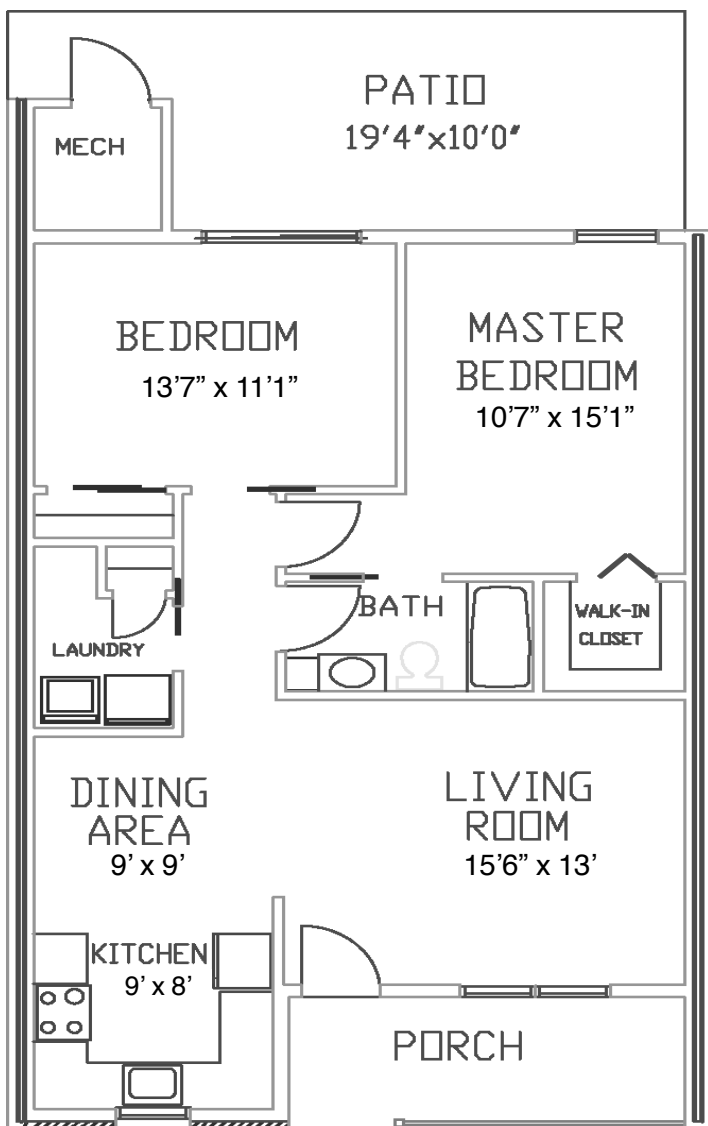 PATIO
19'4"x10'0"
MECH
BEDROOM
13’7” x 11’1”
MASTER
BEDROOM
10’7” x 15’1”
BATH
WALK-IN
CLOSET
LAUNDRY
DINING
AREA
9’ x 9’
LIVING
ROOM
15’6” x 13’
KITCHEN
9’ x 8’
PORCH